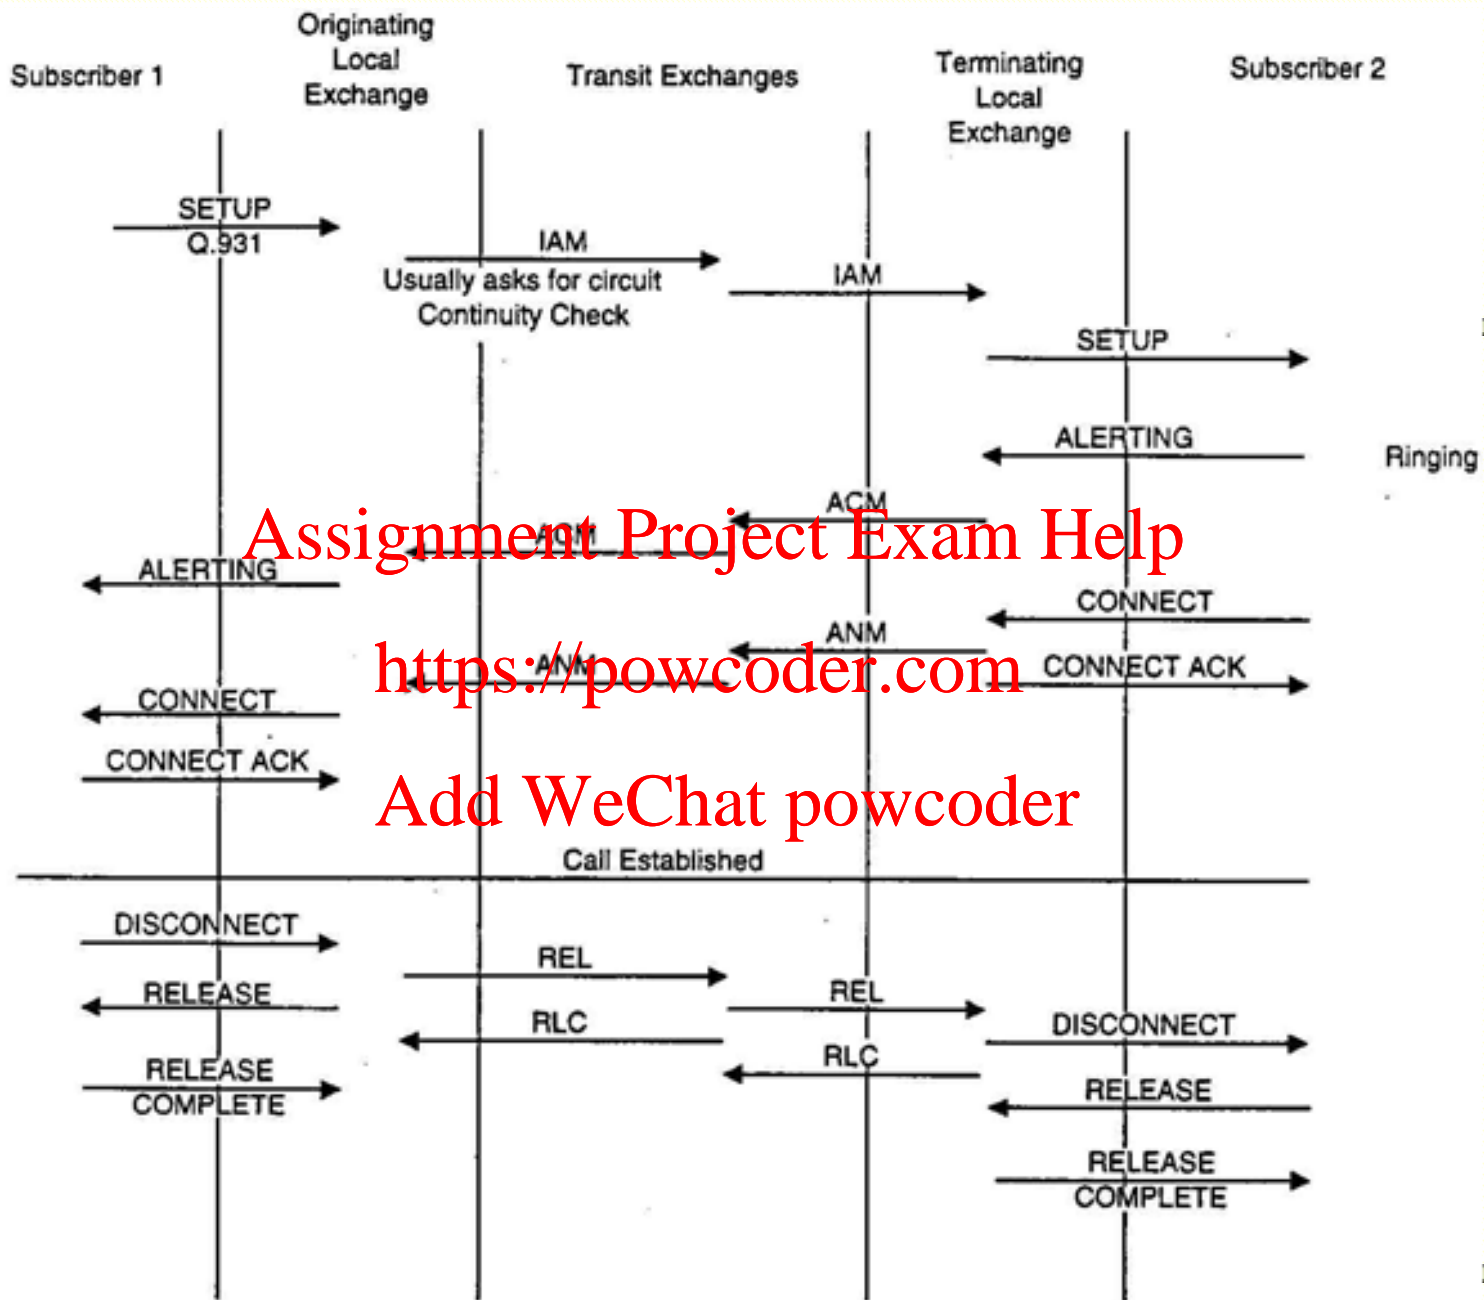 Originating
Local
Exchange
Subscriber 1
Transit Exchanges
Terminating
Local
Exchange
Subscriber 2
SETUP
Q.931
IAM
Usually asks for circuit
Continuity Check
IAM
SETUP
ALERTING
Ringing
ACM
ACM
Assignment Project Exam Help
ALERTING
CONNECT
ANM
ANM
https://powcoder.com
CONNECT ACK
CONNECT
CONNECT ACK
Add WeChat powcoder
Call Established
DISCONNECT
REL
RELEASE
REL
RLC
DISCONNECT
RLC
RELEASE
COMPLETE
RELEASE
RELEASE
COMPLETE